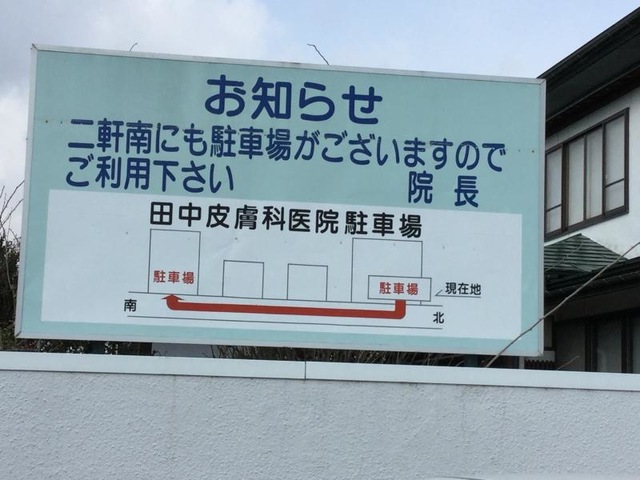 お知らせ
二軒南にも駐車場がございますので
ご利用下さい 院長
田中皮膚科医院駐車場
駐車場
駐車場 現在地
南 北